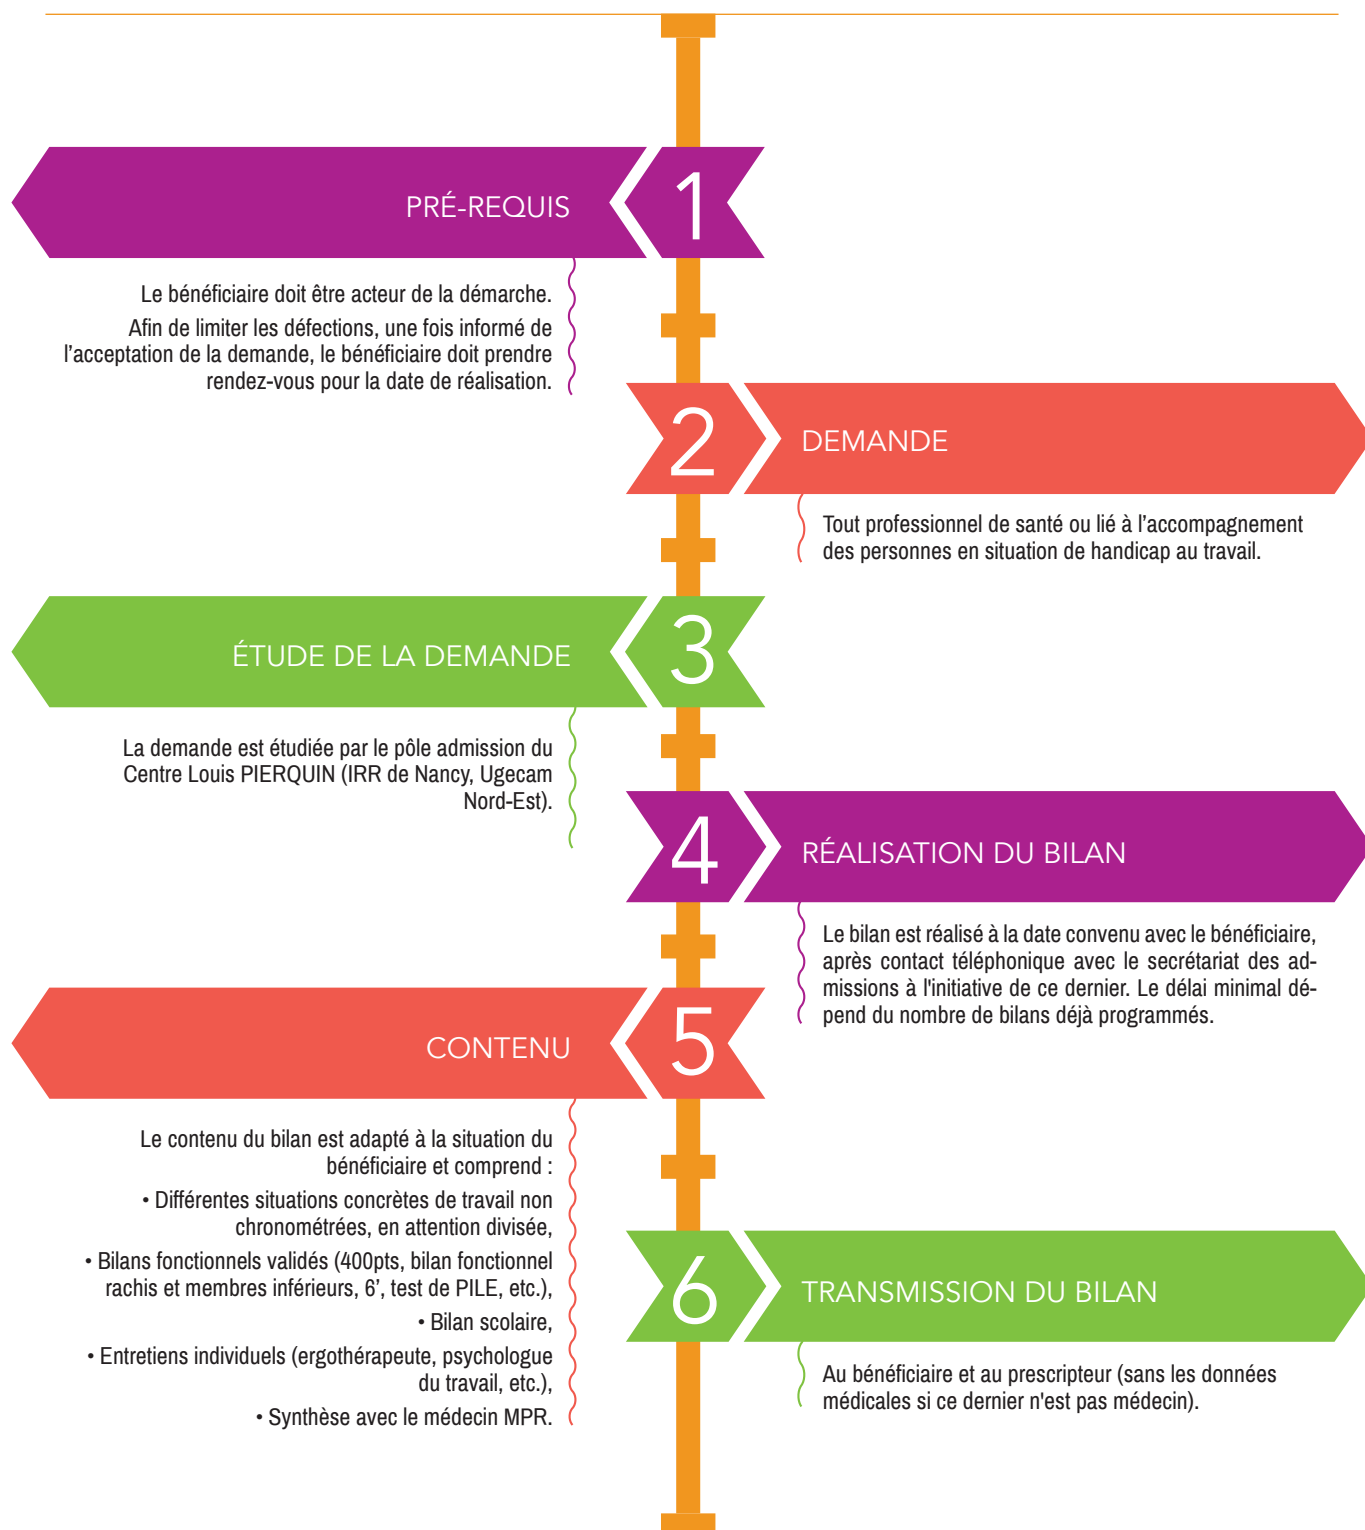 PRÉ-REQUIS
1
Le bénéficiaire doit être acteur de la démarche.
Afin de limiter les défections, une fois informé de
l’acceptation de la demande, le bénéficiaire doit prendre
rendez-vous pour la date de réalisation.
2
DEMANDE
Tout professionnel de santé ou lié à l’accompagnement
des personnes en situation de handicap au travail.
ÉTUDE DE LA DEMANDE
3
La demande est étudiée par le pôle admission du
Centre Louis PIERQUIN (IRR de Nancy, Ugecam
Nord-Est).
4
RÉALISATION DU BILAN
Le bilan est réalisé à la date convenu avec le bénéficiaire,
après contact téléphonique avec le secrétariat des ad-
missions à l'initiative de ce dernier. Le délai minimal dé-
pend du nombre de bilans déjà programmés.
CONTENU
5
Le contenu du bilan est adapté à la situation du
bénéficiaire et comprend :
• Différentes situations concrètes de travail non
chronométrées, en attention divisée,
• Bilans fonctionnels validés (400pts, bilan fonctionnel
rachis et membres inférieurs, 6’, test de PILE, etc.),
• Bilan scolaire,
• Entretiens individuels (ergothérapeute, psychologue
du travail, etc.),
• Synthèse avec le médecin MPR.
6
TRANSMISSION DU BILAN
Au bénéficiaire et au prescripteur (sans les données
médicales si ce dernier n'est pas médecin).